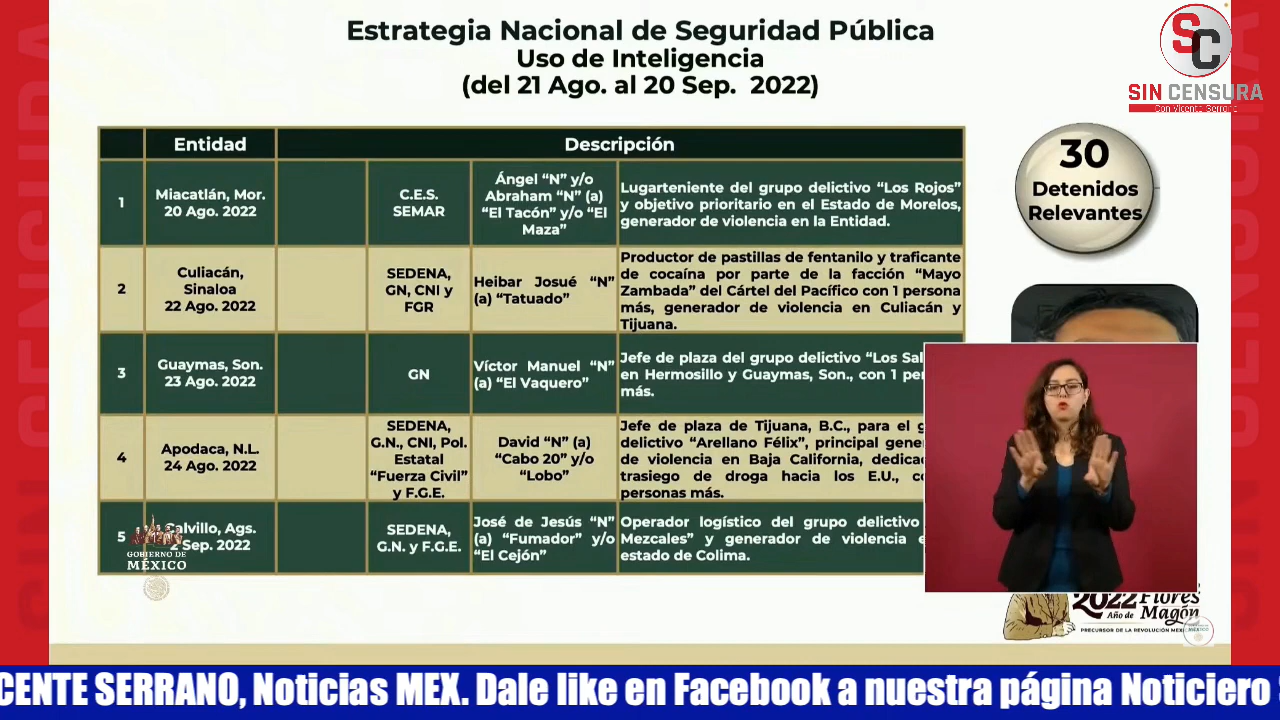 Estrategia Nacional de Seguridad Pública
Uso de Inteligencia
(del 21 Ago. al 20 Sep. 2022)
SC
SIN CENSURA
Con Vicente Serrano
Entidad
Descripción
1
Miacatlán, Mor.
20 Ago. 2022
C.E.S.
SEMAR
Ángel “N” y/o
Abraham “N” (a)
“El Tacón” y/o “El
Maza”
Lugarteniente del grupo delictivo “Los Rojos”
y objetivo prioritario en el Estado de Morelos,
generador de violencia en la Entidad.
2
Culiacán,
Sinaloa
22 Ago. 2022
SEDENA,
GN, CNI y
FGR
Heibar Josué “N”
(a) “Tatuado”
Productor de pastillas de fentanilo y traficante
de cocaína por parte de la facción “Mayo
Zambada” del Cártel del Pacífico con 1 persona
más, generador de violencia en Culiacán y
Tijuana.
3
Guaymas, Son.
23 Ago. 2022
GN
Víctor Manuel “N”
(a) “El Vaquero”
Jefe de plaza del grupo delictivo “Los
en Hermosillo y Guaymas, Son., con 1
más.
4
Apodaca, N.L.
24 Ago. 2022
SEDENA,
G.N., CNI, Pol.
Estatal
“Fuerza Civil”
y F.G.E.
David “N” (a)
“Cabo 20” y/o
“Lobo”
Jefe de plaza de Tijuana, B.C., para el
delictivo “Arellano Félix”, principal
de violencia en Baja California,
trasiego de droga hacia los E.U.,
personas más.
5
Calvillo, Ags.
2 Sep. 2022
SEDENA,
G.N. y F.G.E.
José de Jesús “N”
(a) “Fumador” y/o
“El Cejón”
Operador logístico del grupo delictivo
Mezcales” y generador de violencia
estado de Colima.
30
Detenidos
Relevantes
GOBIERNO DE
MÉXICO
2022 Flores
Año de Magón
PRECURSOR DE LA REVOLUCIÓN
CENTE SERRANO, Noticias MEX. Dale like en Facebook a nuestra página Noticiero